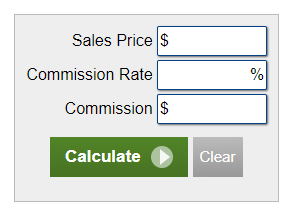 Sales Price $
Commission Rate %
Commission $
Calculate Clear